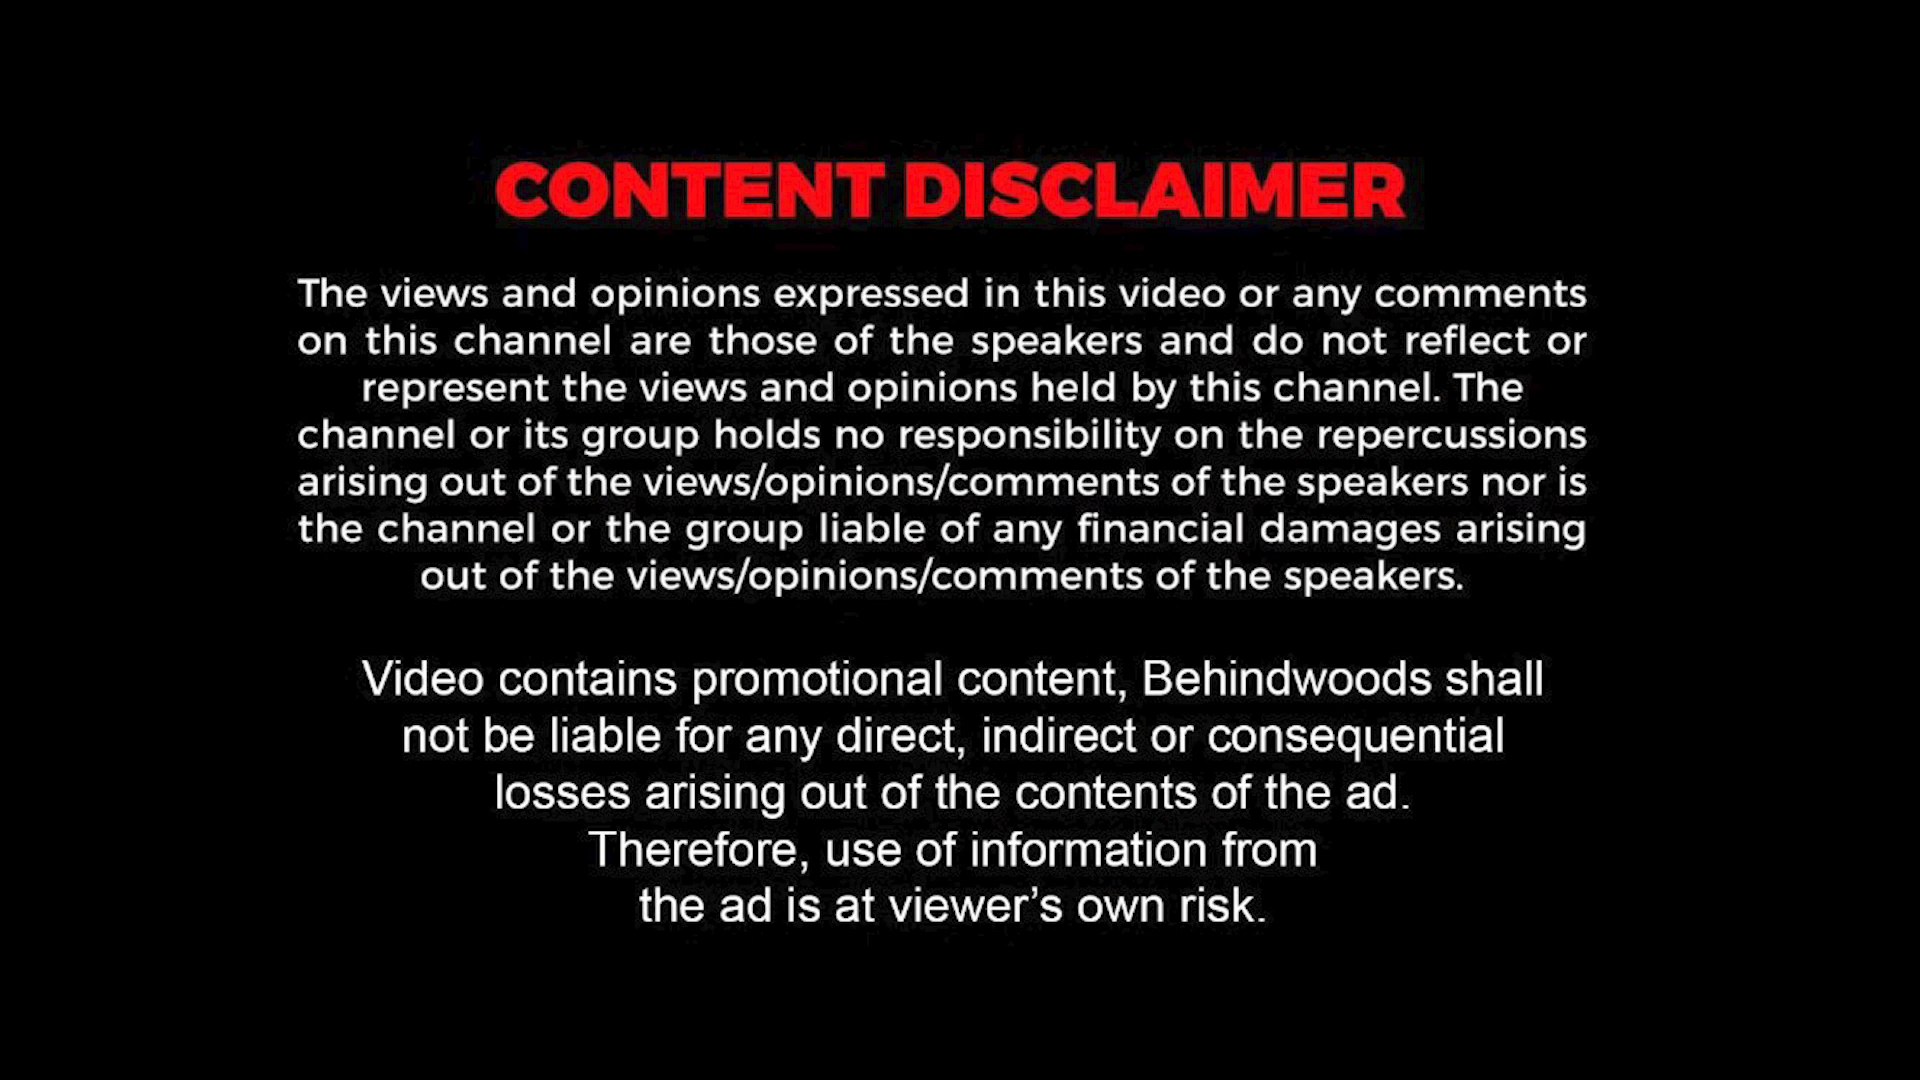 CONTENT DISCLAIMER
The views and opinions expressed in this video or any comments
on this channel are those of the speakers and do not reflect or
represent the views and opinions held by this channel. The
channel or its group holds no responsibility on the repercussions
arising out of the views/opinions/comments of the speakers nor is
the channel or the group liable of any financial damages arising
out of the views/opinions/comments of the speakers.
Video contains promotional content, Behindwoods shall
not be liable for any direct, indirect or consequential
losses arising out of the contents of the ad.
Therefore, use of information from
the ad is at viewer’s own risk.